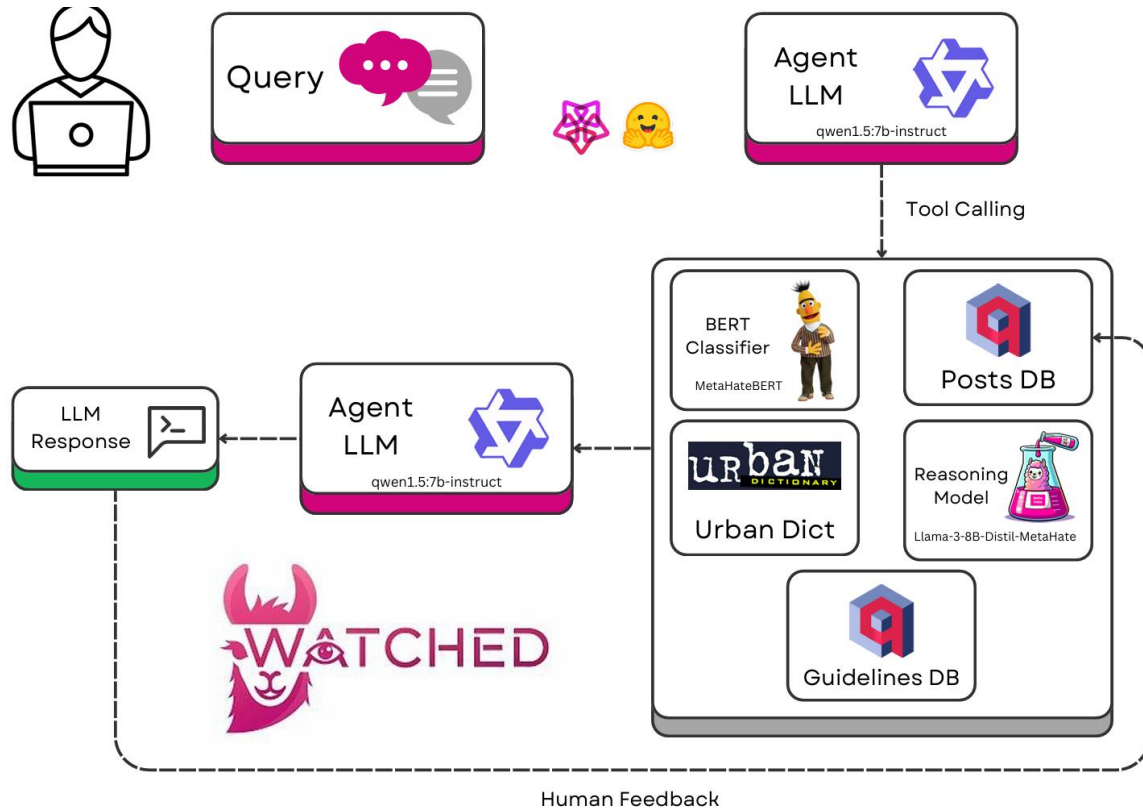 Query
Agent
LLM
qwen1.5:7b-instruct
Tool Calling
BERT
Classifier
MetaHateBERT
Posts DB
URBAN
DICTIONARY
Urban Dict
Reasoning
Model
Llama-3-8B-Distil-MetaHate
Guidelines DB
Agent
LLM
qwen1.5:7b-instruct
LLM
Response
WATCHED
Human Feedback